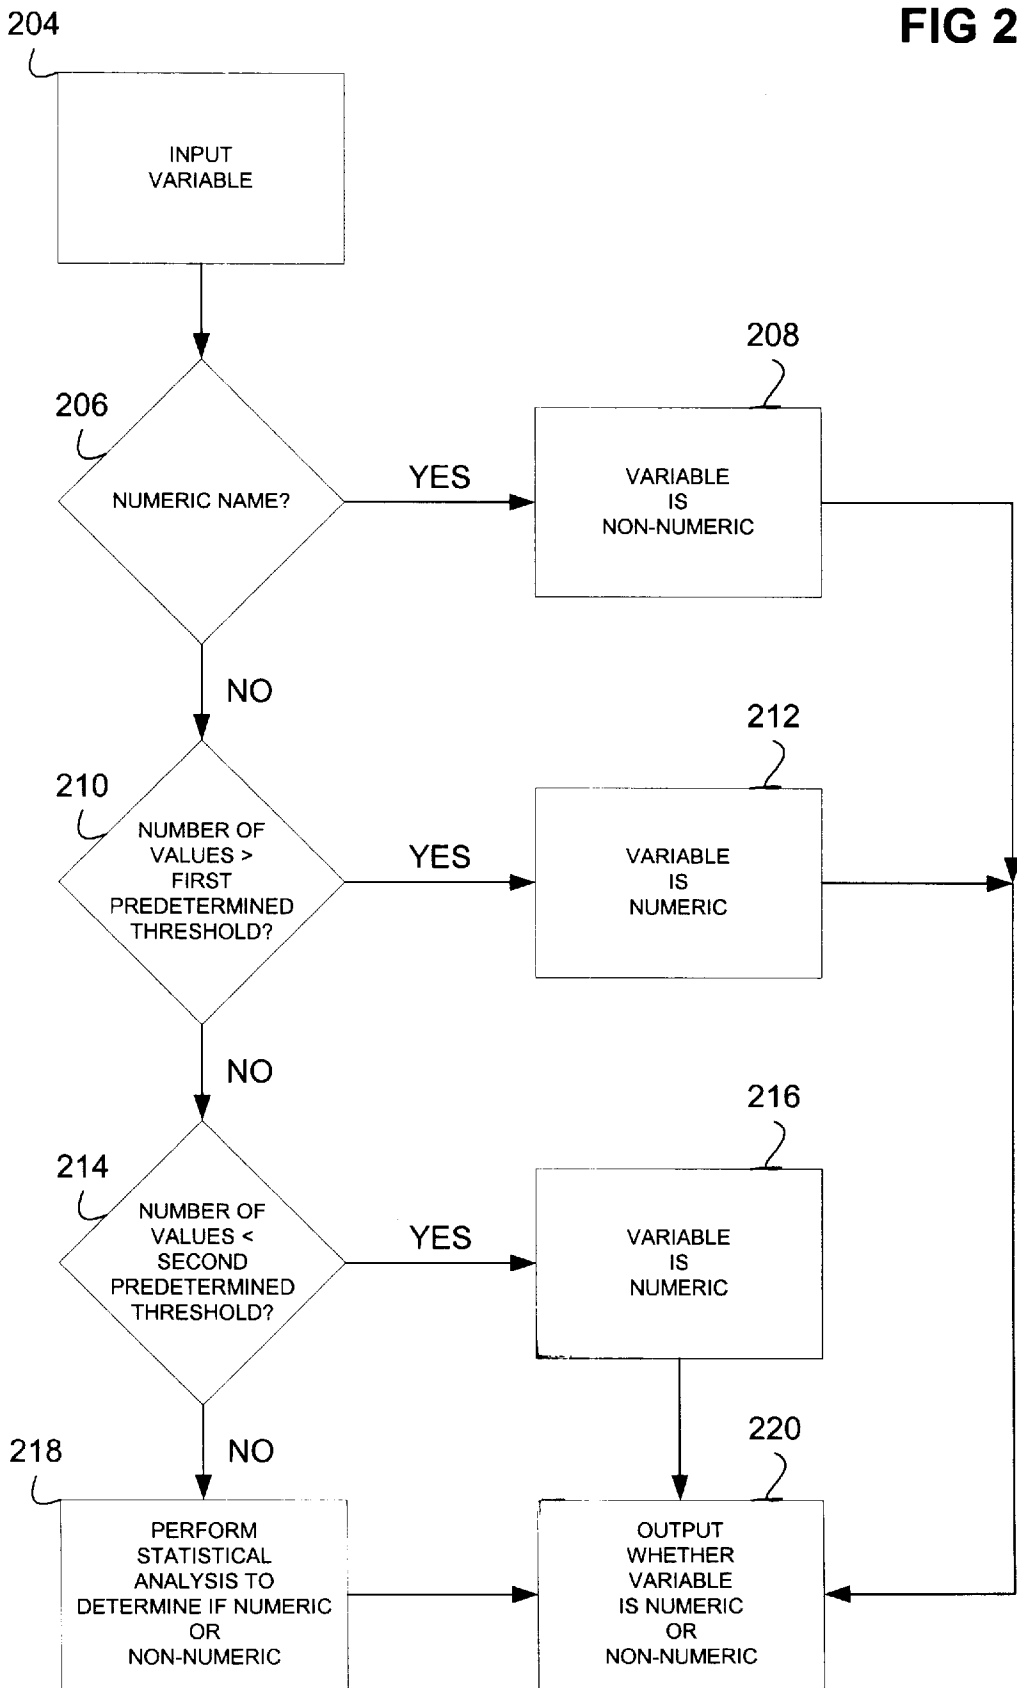 FIG 2
204
INPUT
VARIABLE
206
NUMERIC NAME?
YES
208
VARIABLE
IS
NON-NUMERIC
NO
210
NUMBER OF
VALUES >
FIRST
PREDETERMINED
THRESHOLD?
YES
212
VARIABLE
IS
NUMERIC
NO
214
NUMBER OF
VALUES <
SECOND
PREDETERMINED
THRESHOLD?
YES
216
VARIABLE
IS
NUMERIC
NO
218
PERFORM
STATISTICAL
ANALYSIS TO
DETERMINE IF NUMERIC
OR
NON-NUMERIC
220
OUTPUT
WHETHER
VARIABLE
IS NUMERIC
OR
NON-NUMERIC